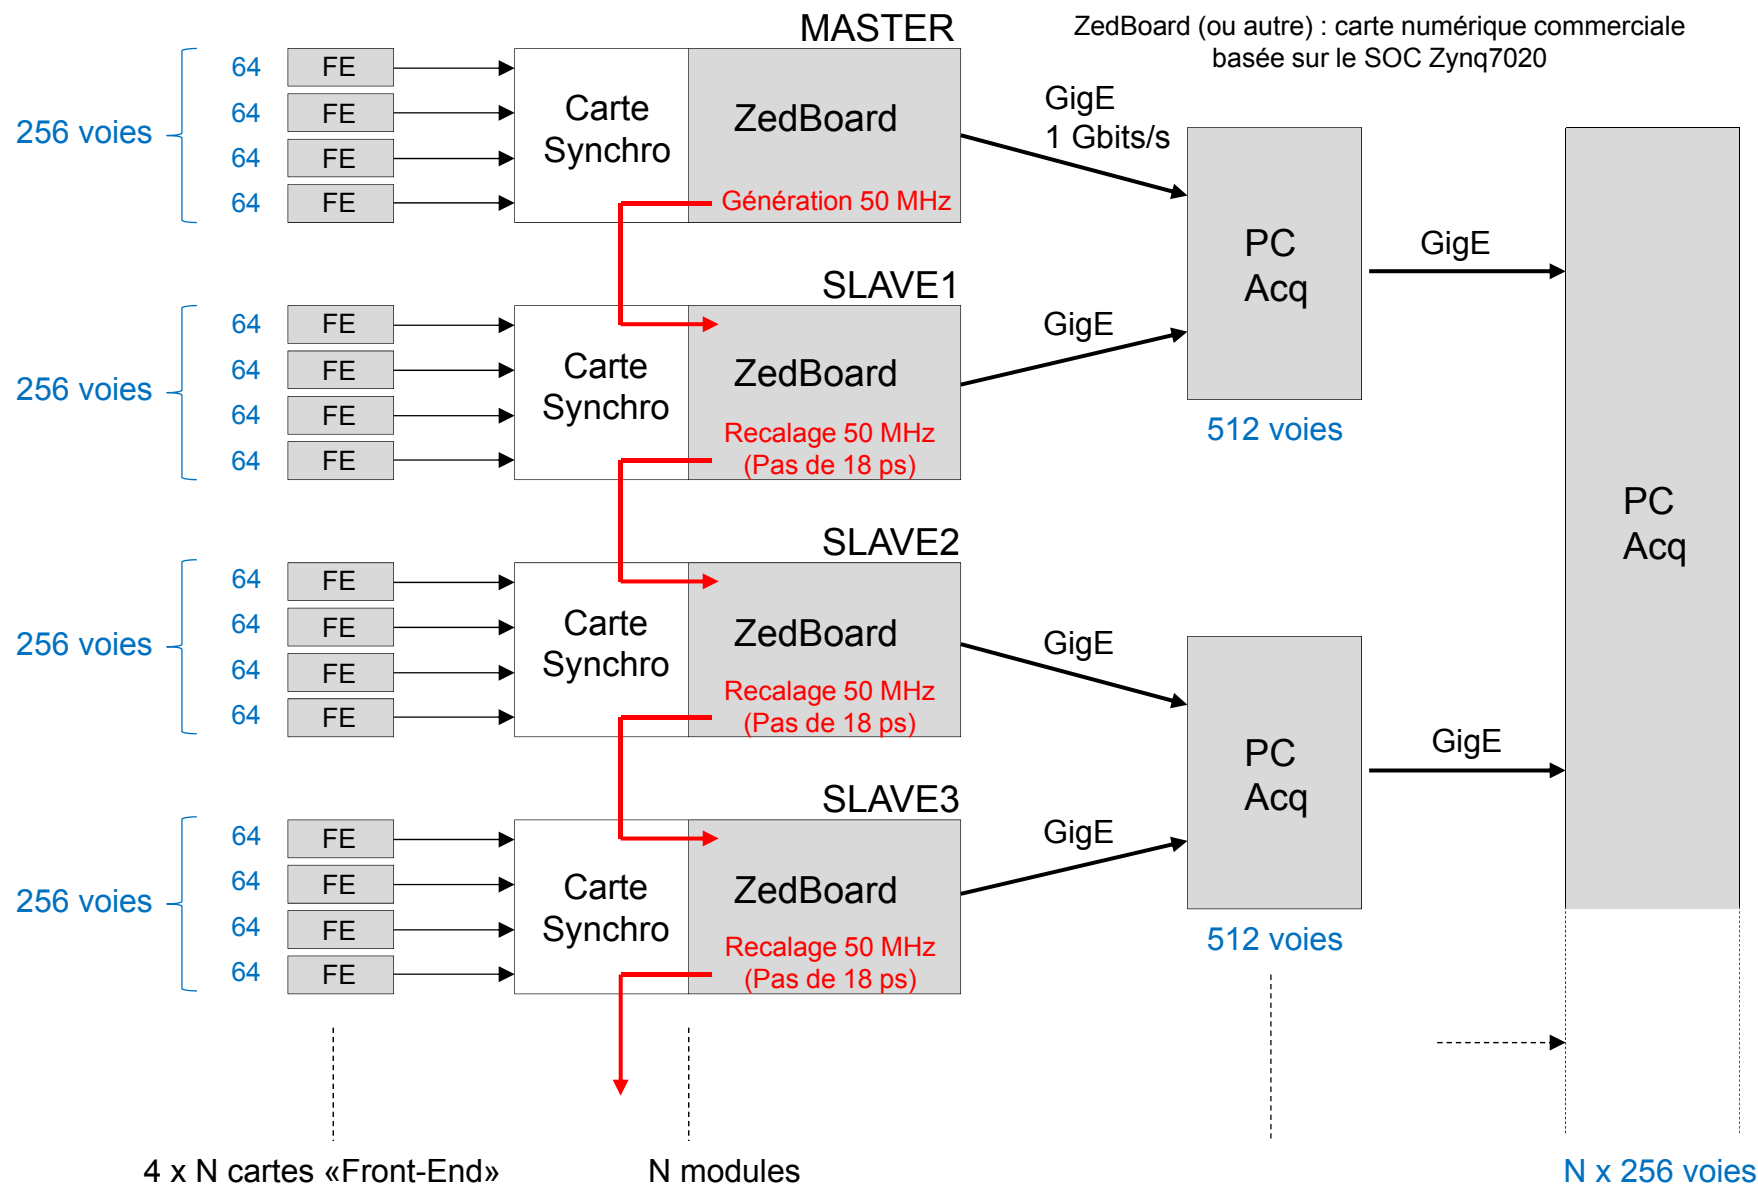 MASTER
ZedBoard (ou autre) : carte numérique commerciale
basée sur le SOC Zynq7020
256 voies
64
FE
64
FE
64
FE
64
FE
Carte
Synchro
ZedBoard
Génération 50 MHz
GigE
1 Gbits/s
SLAVE1
256 voies
64
FE
64
FE
64
FE
64
FE
Carte
Synchro
ZedBoard
Recalage 50 MHz
(Pas de 18 ps)
GigE
PC
Acq
512 voies
GigE
SLAVE2
256 voies
64
FE
64
FE
64
FE
64
FE
Carte
Synchro
ZedBoard
Recalage 50 MHz
(Pas de 18 ps)
GigE
SLAVE3
256 voies
64
FE
64
FE
64
FE
64
FE
Carte
Synchro
ZedBoard
Recalage 50 MHz
(Pas de 18 ps)
GigE
PC
Acq
512 voies
GigE
PC
Acq
4 x N cartes «Front-End»
N modules
N x 256 voies